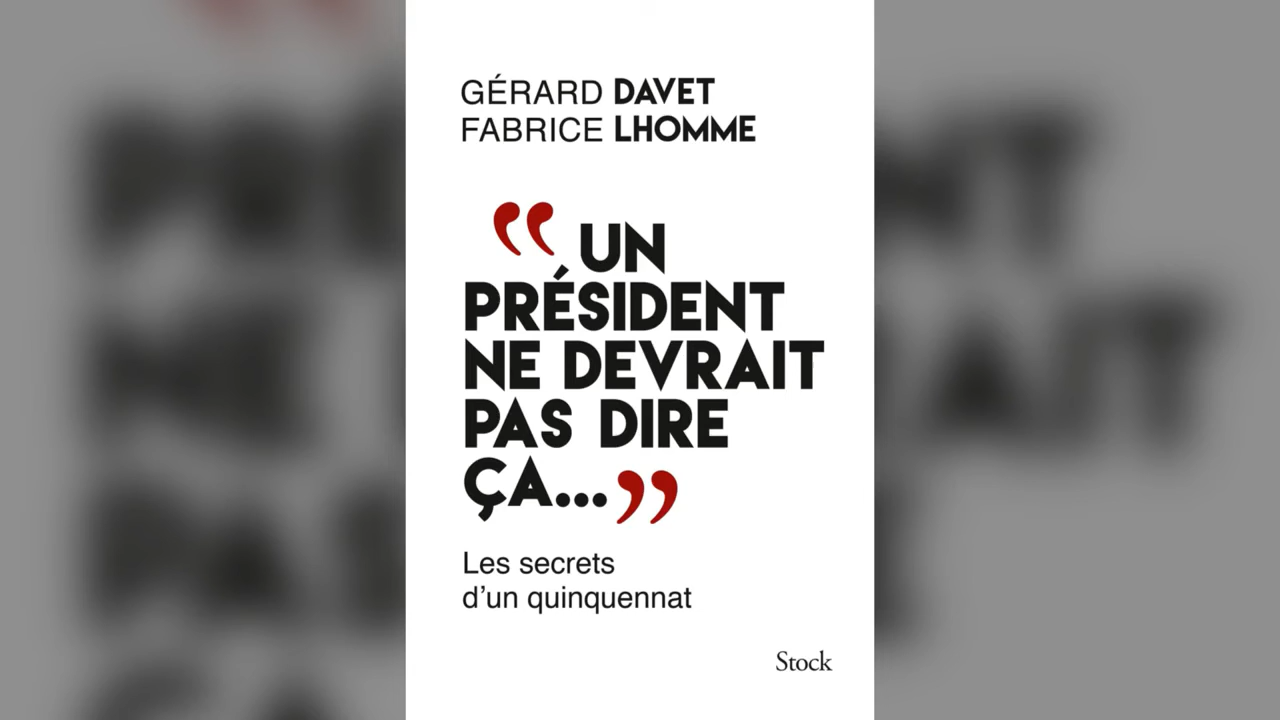 GÉRARD DAVET
FABRICE LHOMME
“ UN
PRÉSIDENT
NE DEVRAIT
PAS DIRE
ÇA... ”
Les secrets
d’un quinquennat
Stock